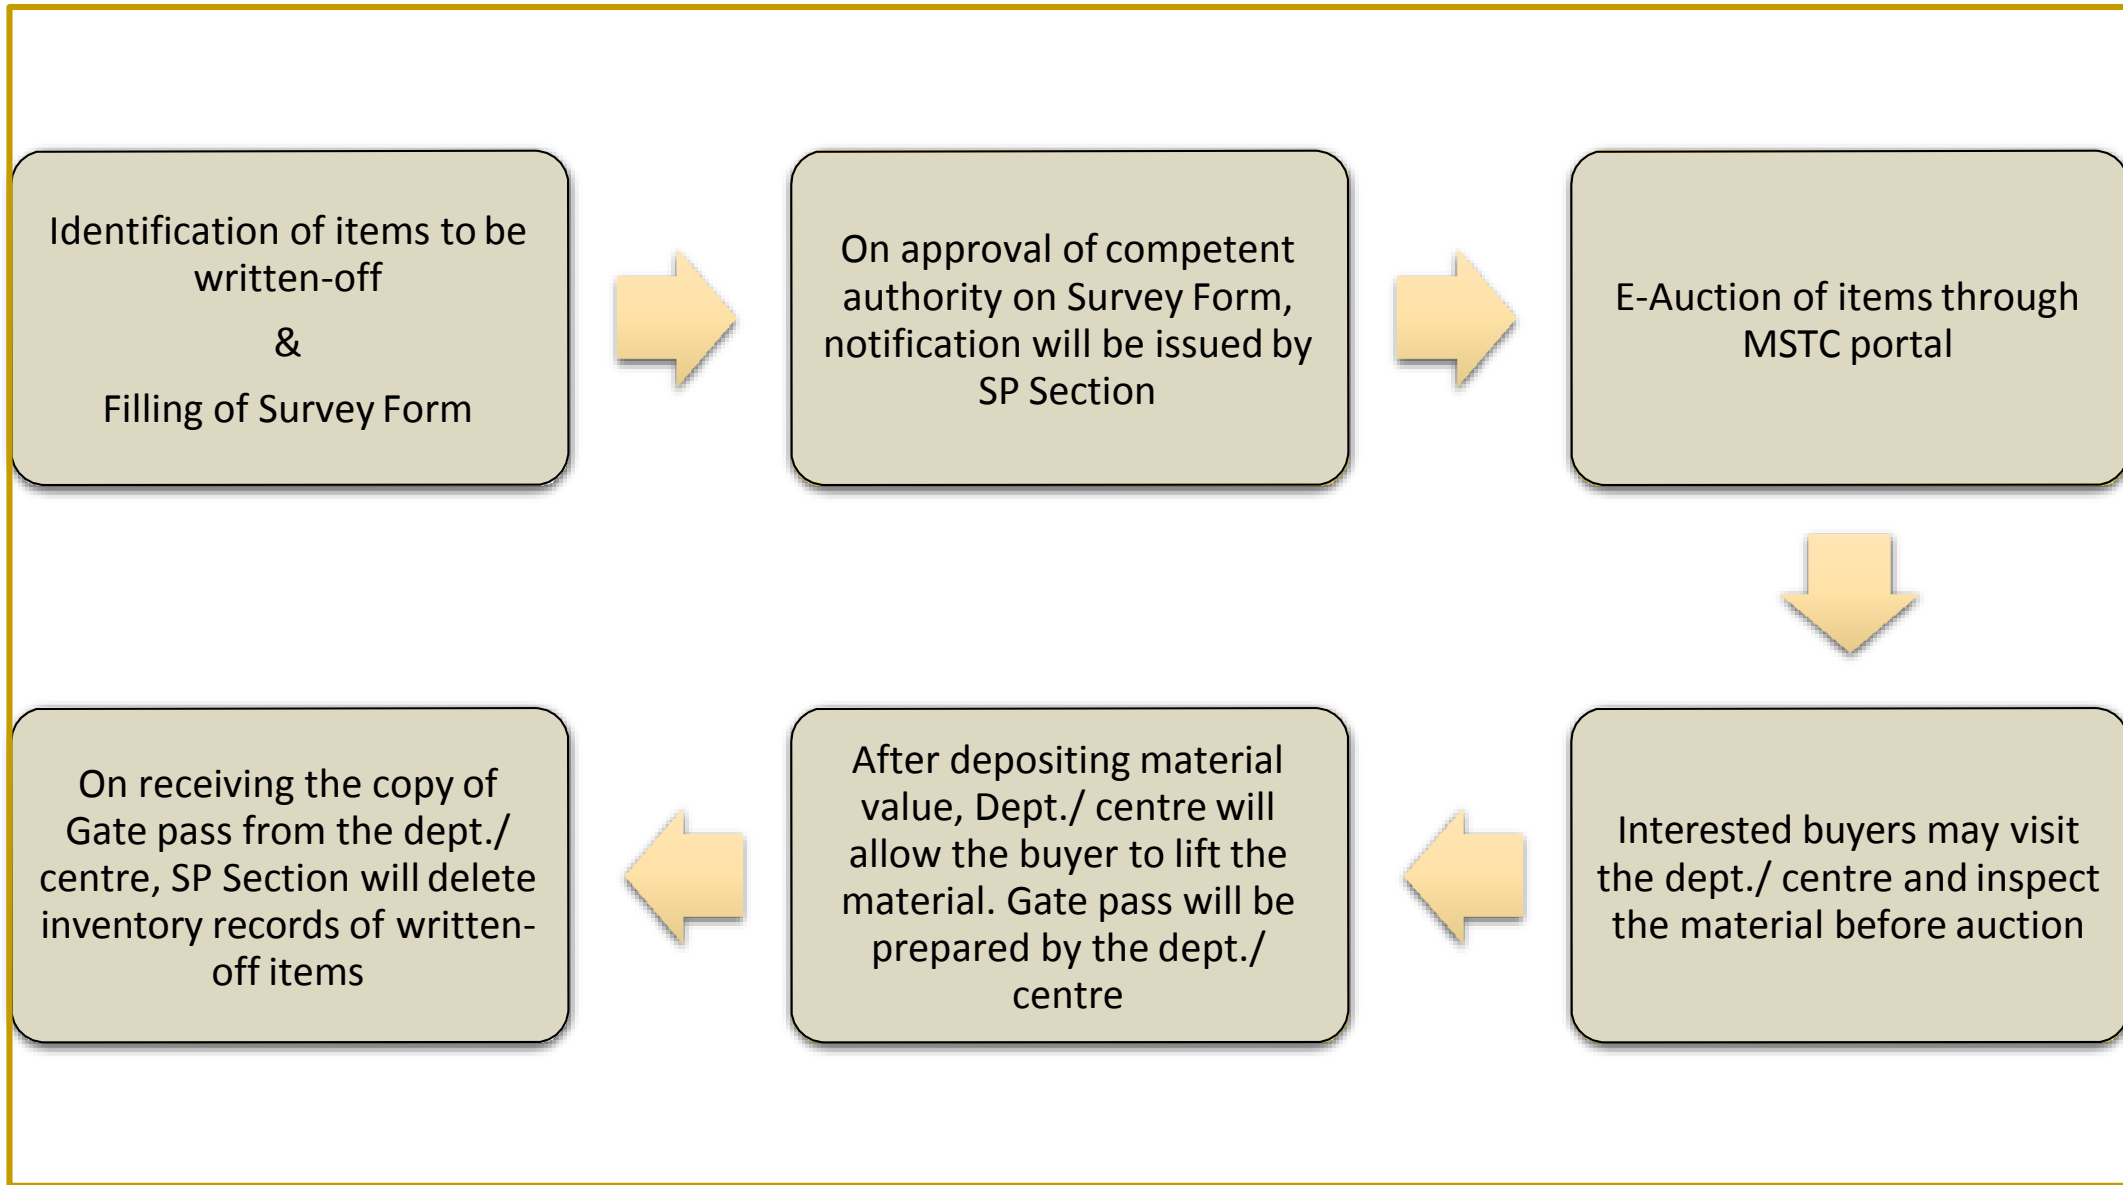 Identification of items to be
written-off
&
Filling of Survey Form
On approval of competent
authority on Survey Form,
notification will be issued by
SP Section
E-Auction of items through
MSTC portal
Interested buyers may visit
the dept./ centre and inspect
the material before auction
After depositing material
value, Dept./ centre will
allow the buyer to lift the
material. Gate pass will be
prepared by the dept./
centre
On receiving the copy of
Gate pass from the dept./
centre, SP Section will delete
inventory records of written-
off items